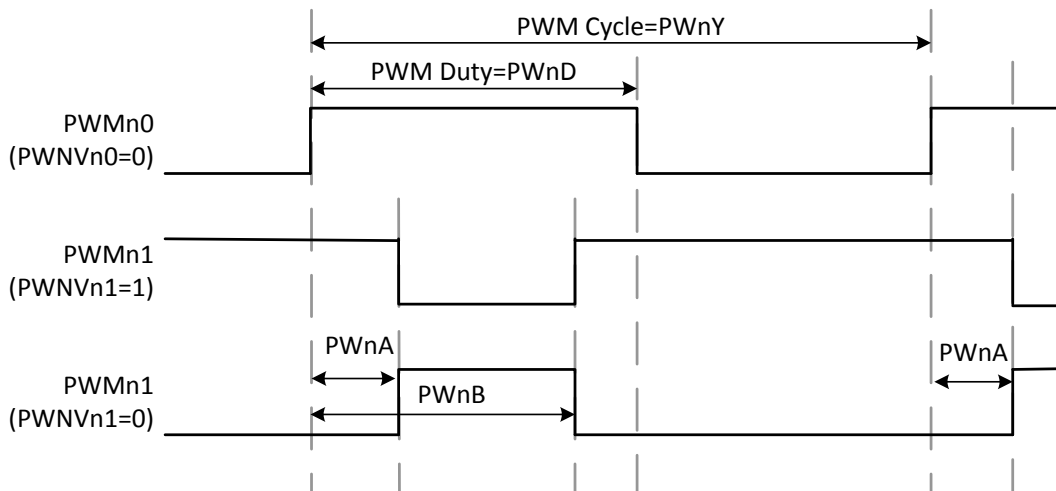 PWM Cycle=PWnY
PWM Duty=PWnD
PWMn0
(PWNVn0=0)
PWMn1
(PWNVn1=1)
PWnA
PWnA
PWMn1
(PWNVn1=0)
PWnB